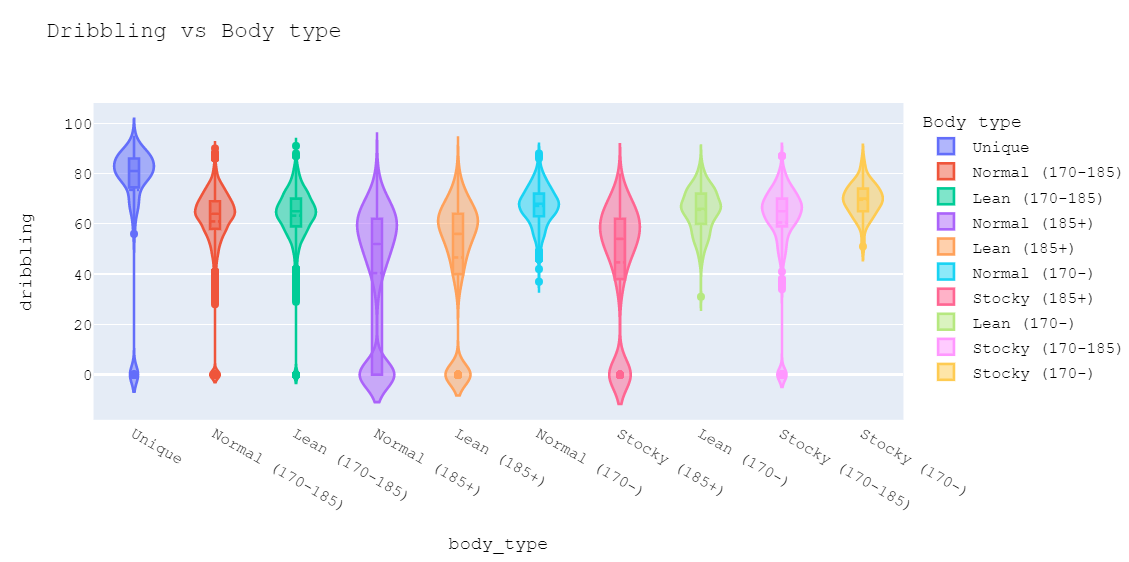 Dribbling vs Body type
Body type
Unique
Normal (170-185)
Lean (170-185)
Normal (185+)
Lean (185+)
Normal (170-)
Stocky (185+)
Lean (170-)
Stocky (170-185)
Stocky (170-)
dribbling
100
80
60
40
20
0
Unique
Normal (170-185)
Lean (170-185)
Normal (185+)
Lean (185+)
Normal (170-)
Stocky (185+)
Lean (170-)
Stocky (170-185)
Stocky (170-)
body_type